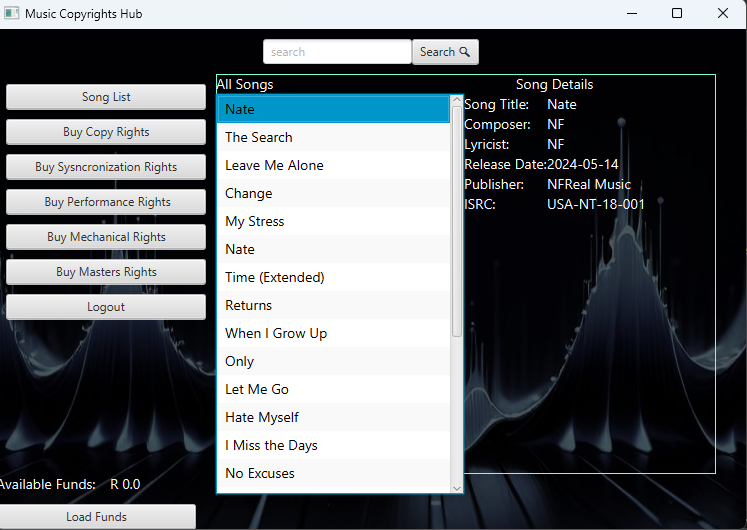 Music Copyrights Hub
search
Search
Song List
Buy Copy Rights
Buy Sysncronization Rights
Buy Performance Rights
Buy Mechanical Rights
Buy Masters Rights
Logout
Available Funds: R 0.0
Load Funds
All Songs
Nate
The Search
Leave Me Alone
Change
My Stress
Nate
Time (Extended)
Returns
When I Grow Up
Only
Let Me Go
Hate Myself
I Miss the Days
No Excuses
Song Details
Song Title: Nate
Composer: NF
Lyricist: NF
Release Date:2024-05-14
Publisher: NFReal Music
ISRC: USA-NT-18-001